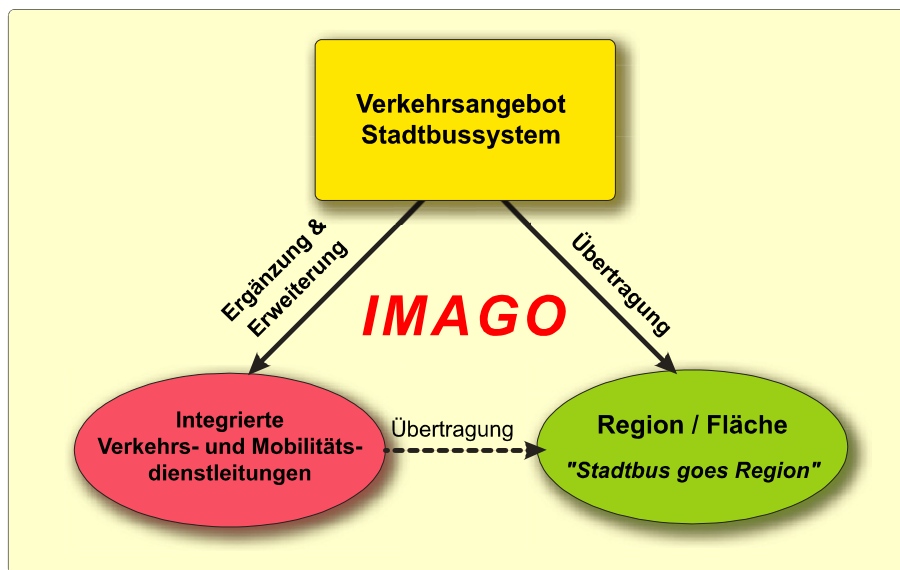 Verkehrsangebot
Stadtbussystem
Ergänzung &
Erweiterung
Übertragung
IMAGO
Integrierte
Verkehrs- und Mobilitäts-
dienstleitungen
Übertragung
Region / Fläche
"Stadtbus goes Region"